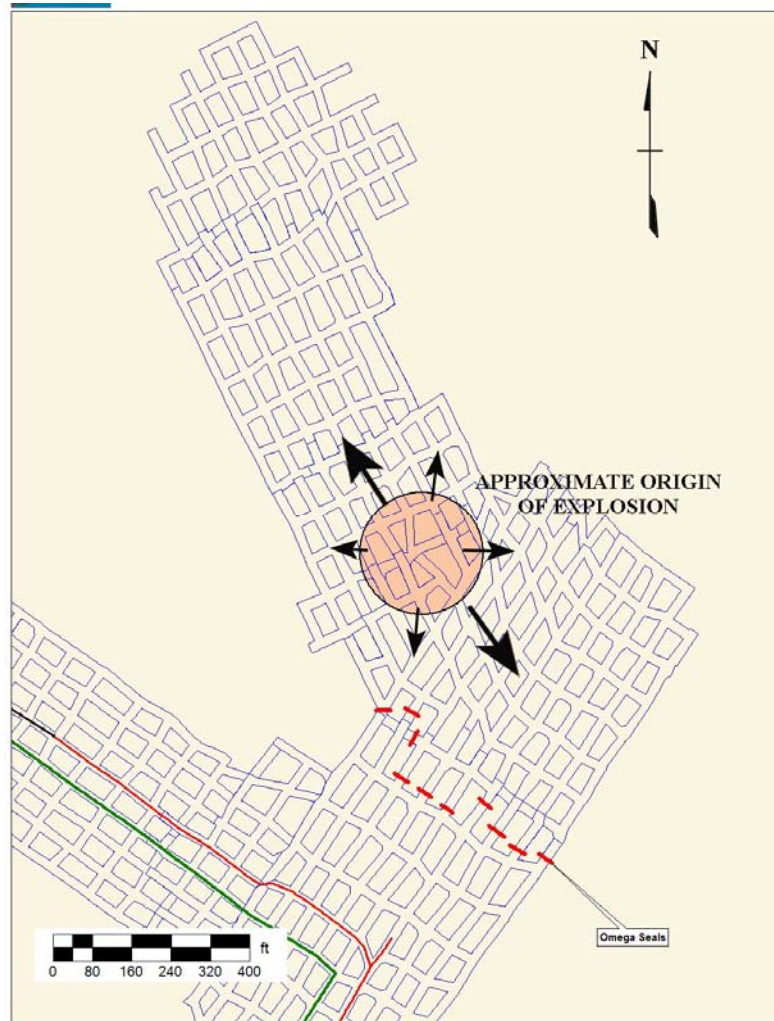 N
APPROXIMATE ORIGIN
OF EXPLOSION
Omega Seals
ft
0 80 160 240 320 400